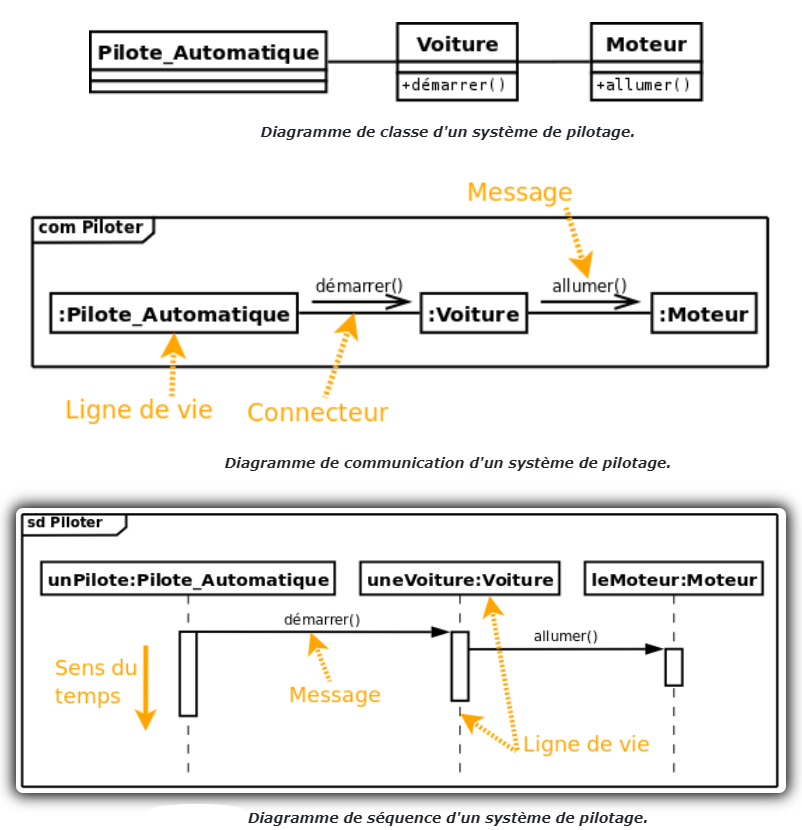 Pilote_Automatique
Voiture
+démarrer()
Moteur
+allumer()
Diagramme de classe d'un système de pilotage.
Message
com Piloter
démarrer()
allumer()
:Pilote_Automatique
:Voiture
:Moteur
Ligne de vie
Connecteur
Diagramme de communication d'un système de pilotage.
sd Piloter
unPilote:Pilote_Automatique
uneVoiture:Voiture
leMoteur:Moteur
démarrer()
allumer()
Sens du
temps
Message
Ligne de vie
Diagramme de séquence d'un système de pilotage.